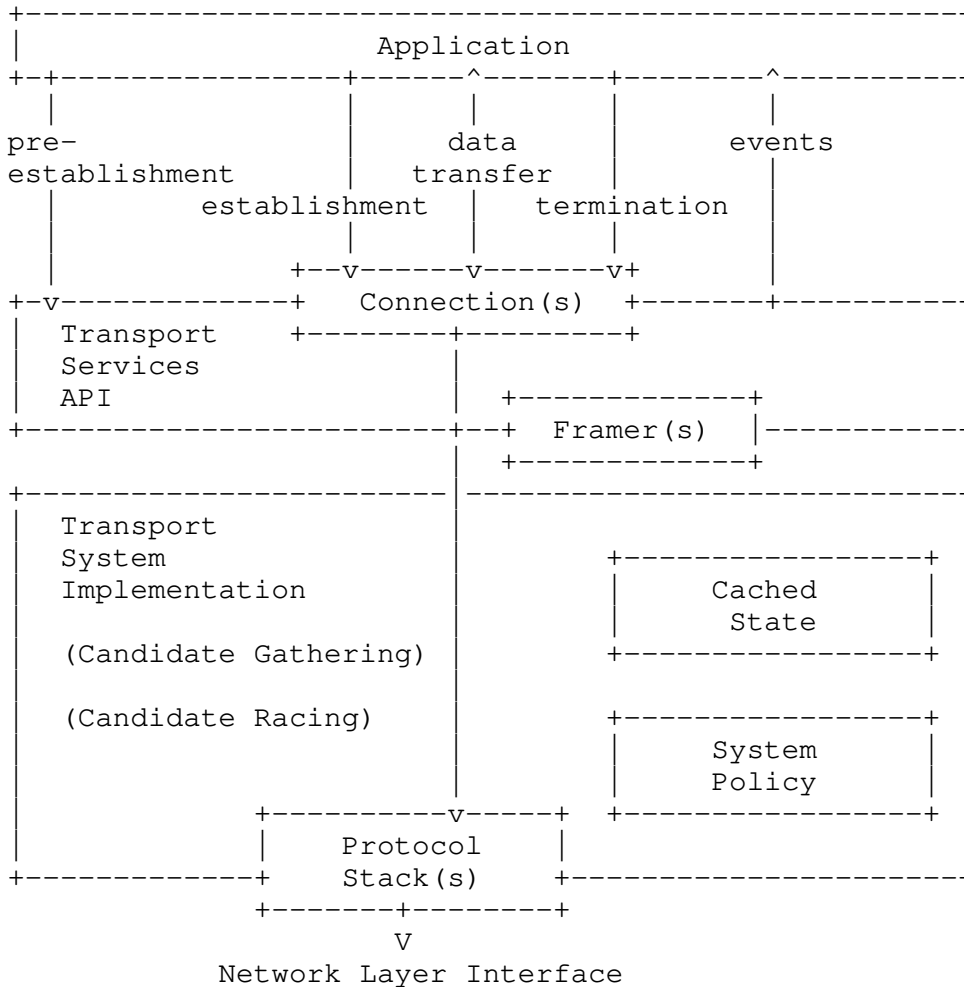 Application
pre- data events
establishment transfer
establishment termination
Connection(s)
Transport
Services
API
Framer(s)
Transport
System
Implementation Cached
State
(Candidate Gathering)
(Candidate Racing)
System
Policy
Protocol
Stack(s)
Network Layer Interface